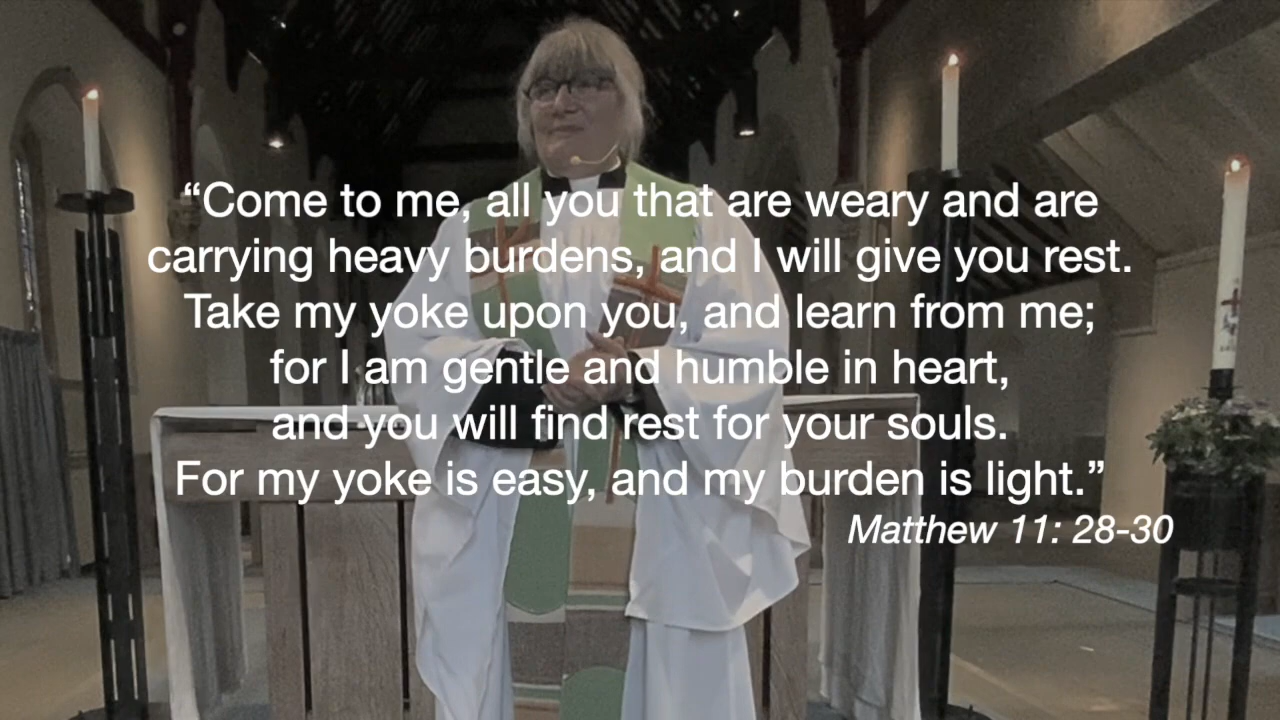 “Come to me, all you that are weary and are
carrying heavy burdens, and I will give you rest.
Take my yoke upon you, and learn from me;
for I am gentle and humble in heart,
and you will find rest for your souls.
For my yoke is easy, and my burden is light.”
Matthew 11: 28-30